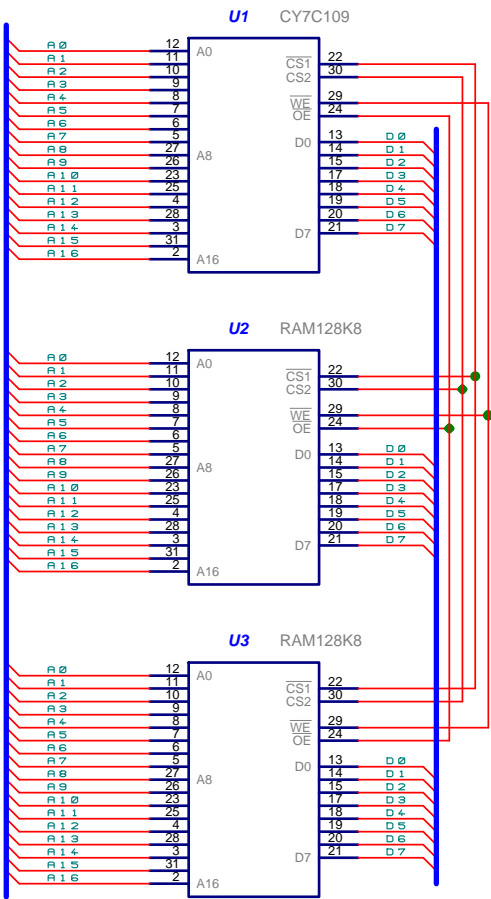 U1 CY7C109
A0 12 A0
A1 11 CS1 22
A2 10 CS2 30
A3 9
A4 8 WE 29
A5 7 OE 24
A6 6
A7 5 D0 13 D0
A8 27 A8 14 D1
A9 26 15 D2
A10 23 17 D3
A11 25 18 D4
A12 4 19 D5
A13 28 20 D6
A14 3 D7 21 D7
A15 31
A16 2 A16
U2 RAM128K8
A0 12 A0
A1 11 CS1 22
A2 10 CS2 30
A3 9
A4 8 WE 29
A5 7 OE 24
A6 6
A7 5 D0 13 D0
A8 27 A8 14 D1
A9 26 15 D2
A10 23 17 D3
A11 25 18 D4
A12 4 19 D5
A13 28 20 D6
A14 3 D7 21 D7
A15 31
A16 2 A16
U3 RAM128K8
A0 12 A0
A1 11 CS1 22
A2 10 CS2 30
A3 9
A4 8 WE 29
A5 7 OE 24
A6 6
A7 5 D0 13 D0
A8 27 A8 14 D1
A9 26 15 D2
A10 23 17 D3
A11 25 18 D4
A12 4 19 D5
A13 28 20 D6
A14 3 D7 21 D7
A15 31
A16 2 A16